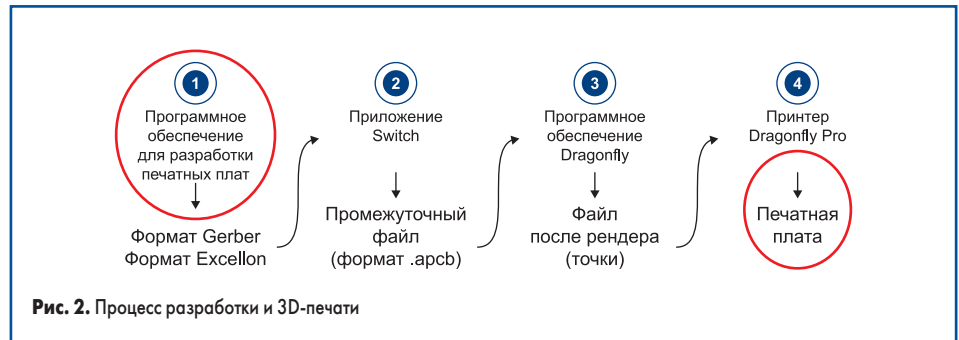 1
Программное
обеспечение
для разработки
печатных плат
Формат Gerber
Формат Excellon
2
Приложение
Switch
Промежуточный
файл
(формат .apcb)
3
Программное
обеспечение
Dragonfly
Файл
после рендера
(точки)
4
Принтер
Dragonfly Pro
Печатная
плата
Рис. 2. Процесс разработки и 3D-печати